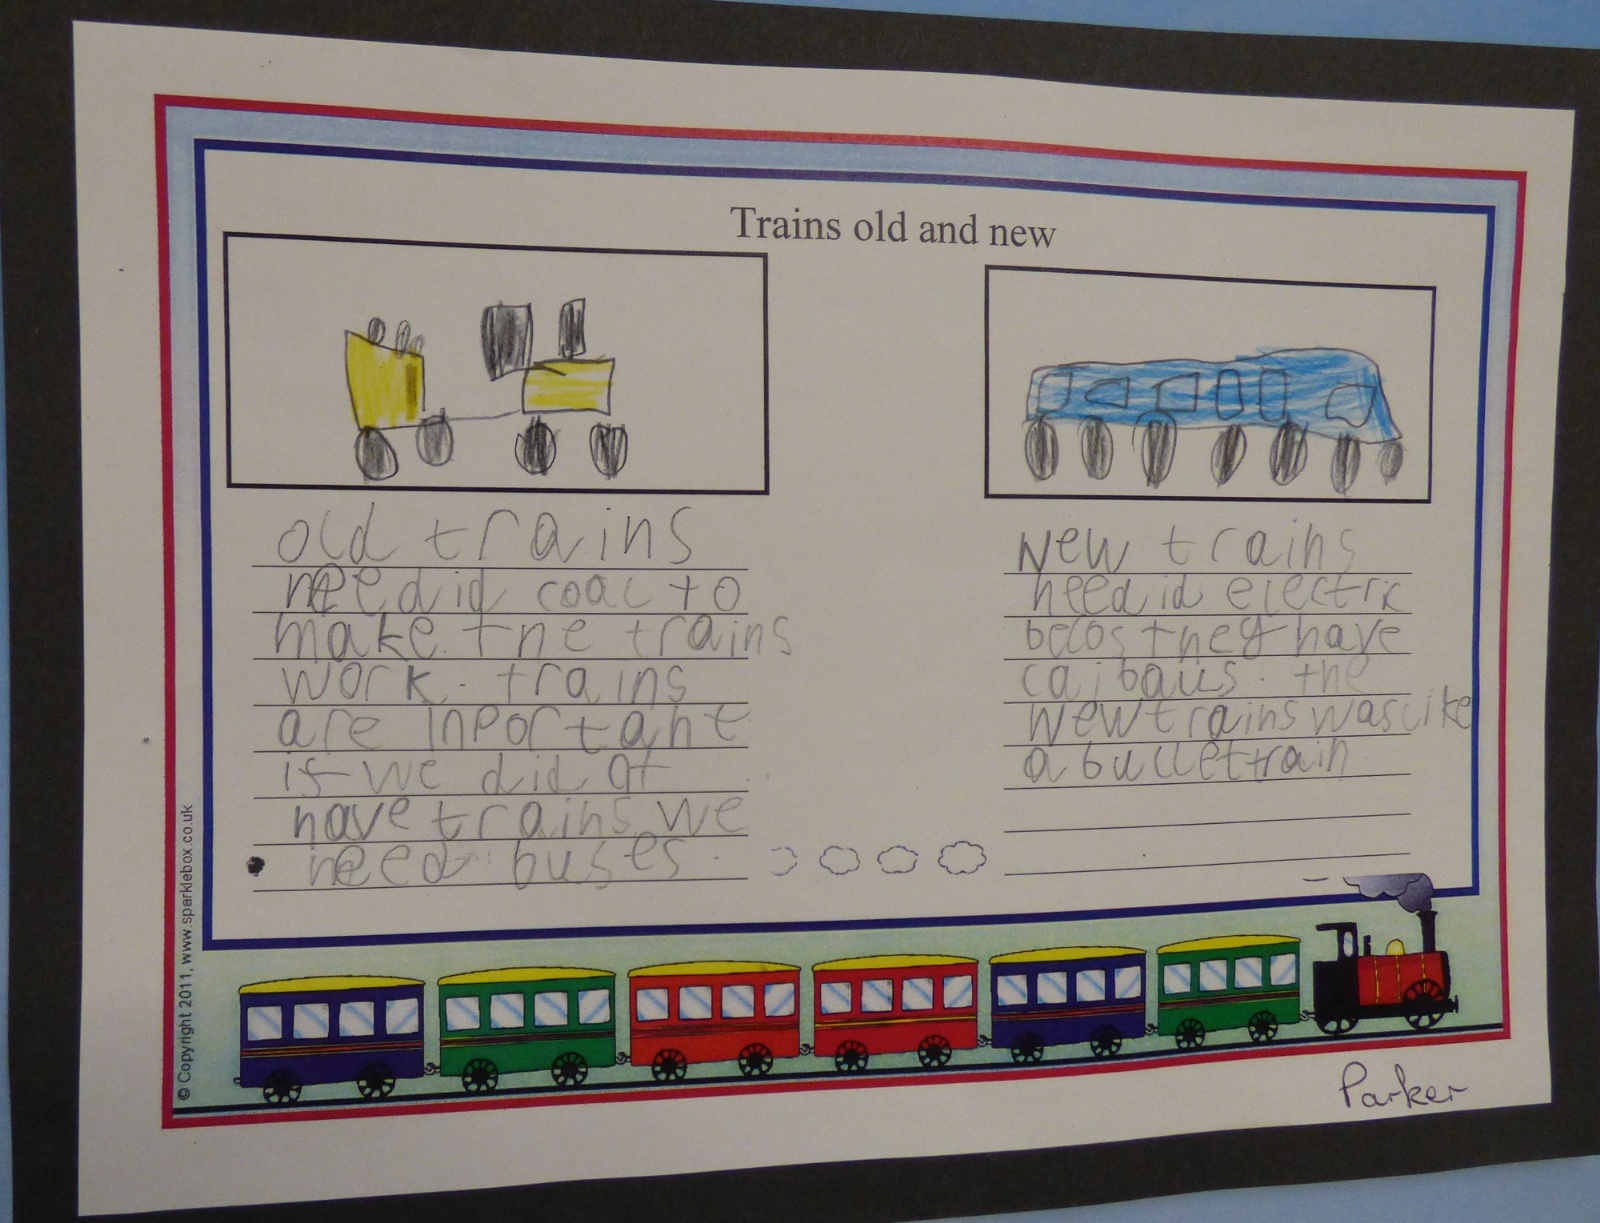 Trains old and new
old trains
needid coal to
make the trains
work. trains
are inportant
if we did at
have trains we
need buses.
New trains
needid electric
becos they have
the
new trains was like
a bullet train
© Copyright 2011, www.sparklebox.co.uk
Parker